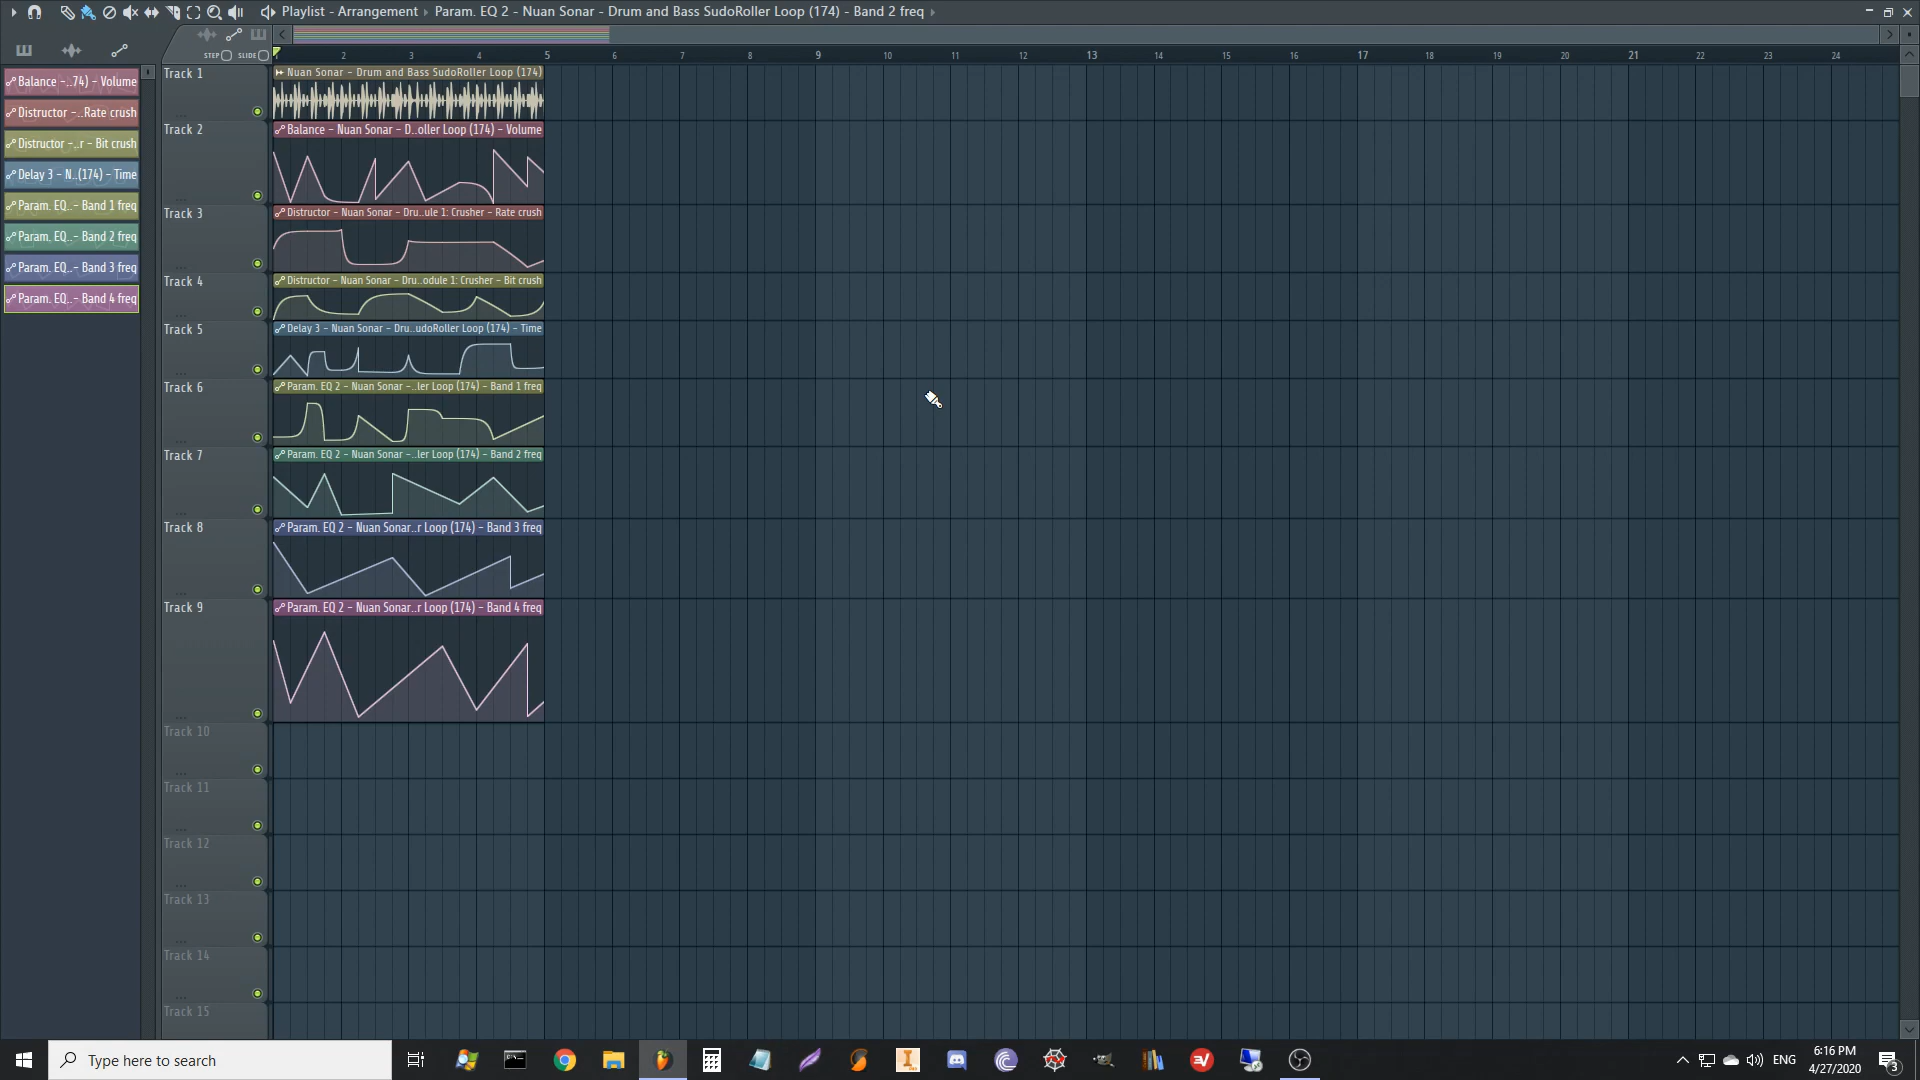 Playlist - Arrangement ▸ Param. EQ 2 - Nuan Sonar - Drum and Bass SudoRoller Loop (174) - Band 2 freq ▸
STEP SLIDE
1 2 3 4 5 6 7 8 9 10 11 12 13 14 15 16 17 18 19 20 21 22 23 24
Balance -..74) - Volume
Distructor -..Rate crush
Distructor -..r - Bit crush
Delay 3 - N..(174) - Time
Param. EQ..- Band 1 freq
Param. EQ..- Band 2 freq
Param. EQ..- Band 3 freq
Param. EQ..- Band 4 freq
Track 1
Nuan Sonar - Drum and Bass SudoRoller Loop (174)
Track 2
Balance - Nuan Sonar - D..oller Loop (174) - Volume
Track 3
Distructor - Nuan Sonar - Dru..ule 1: Crusher - Rate crush
Track 4
Distructor - Nuan Sonar - Dru..odule 1: Crusher - Bit crush
Track 5
Delay 3 - Nuan Sonar - Dru..udoRoller Loop (174) - Time
Track 6
Param. EQ 2 - Nuan Sonar -..ler Loop (174) - Band 1 freq
Track 7
Param. EQ 2 - Nuan Sonar -..ler Loop (174) - Band 2 freq
Track 8
Param. EQ 2 - Nuan Sonar..r Loop (174) - Band 3 freq
Track 9
Param. EQ 2 - Nuan Sonar..r Loop (174) - Band 4 freq
Track 10
Track 11
Track 12
Track 13
Track 14
Track 15
Type here to search
ENG
6:16 PM
4/27/2020
3